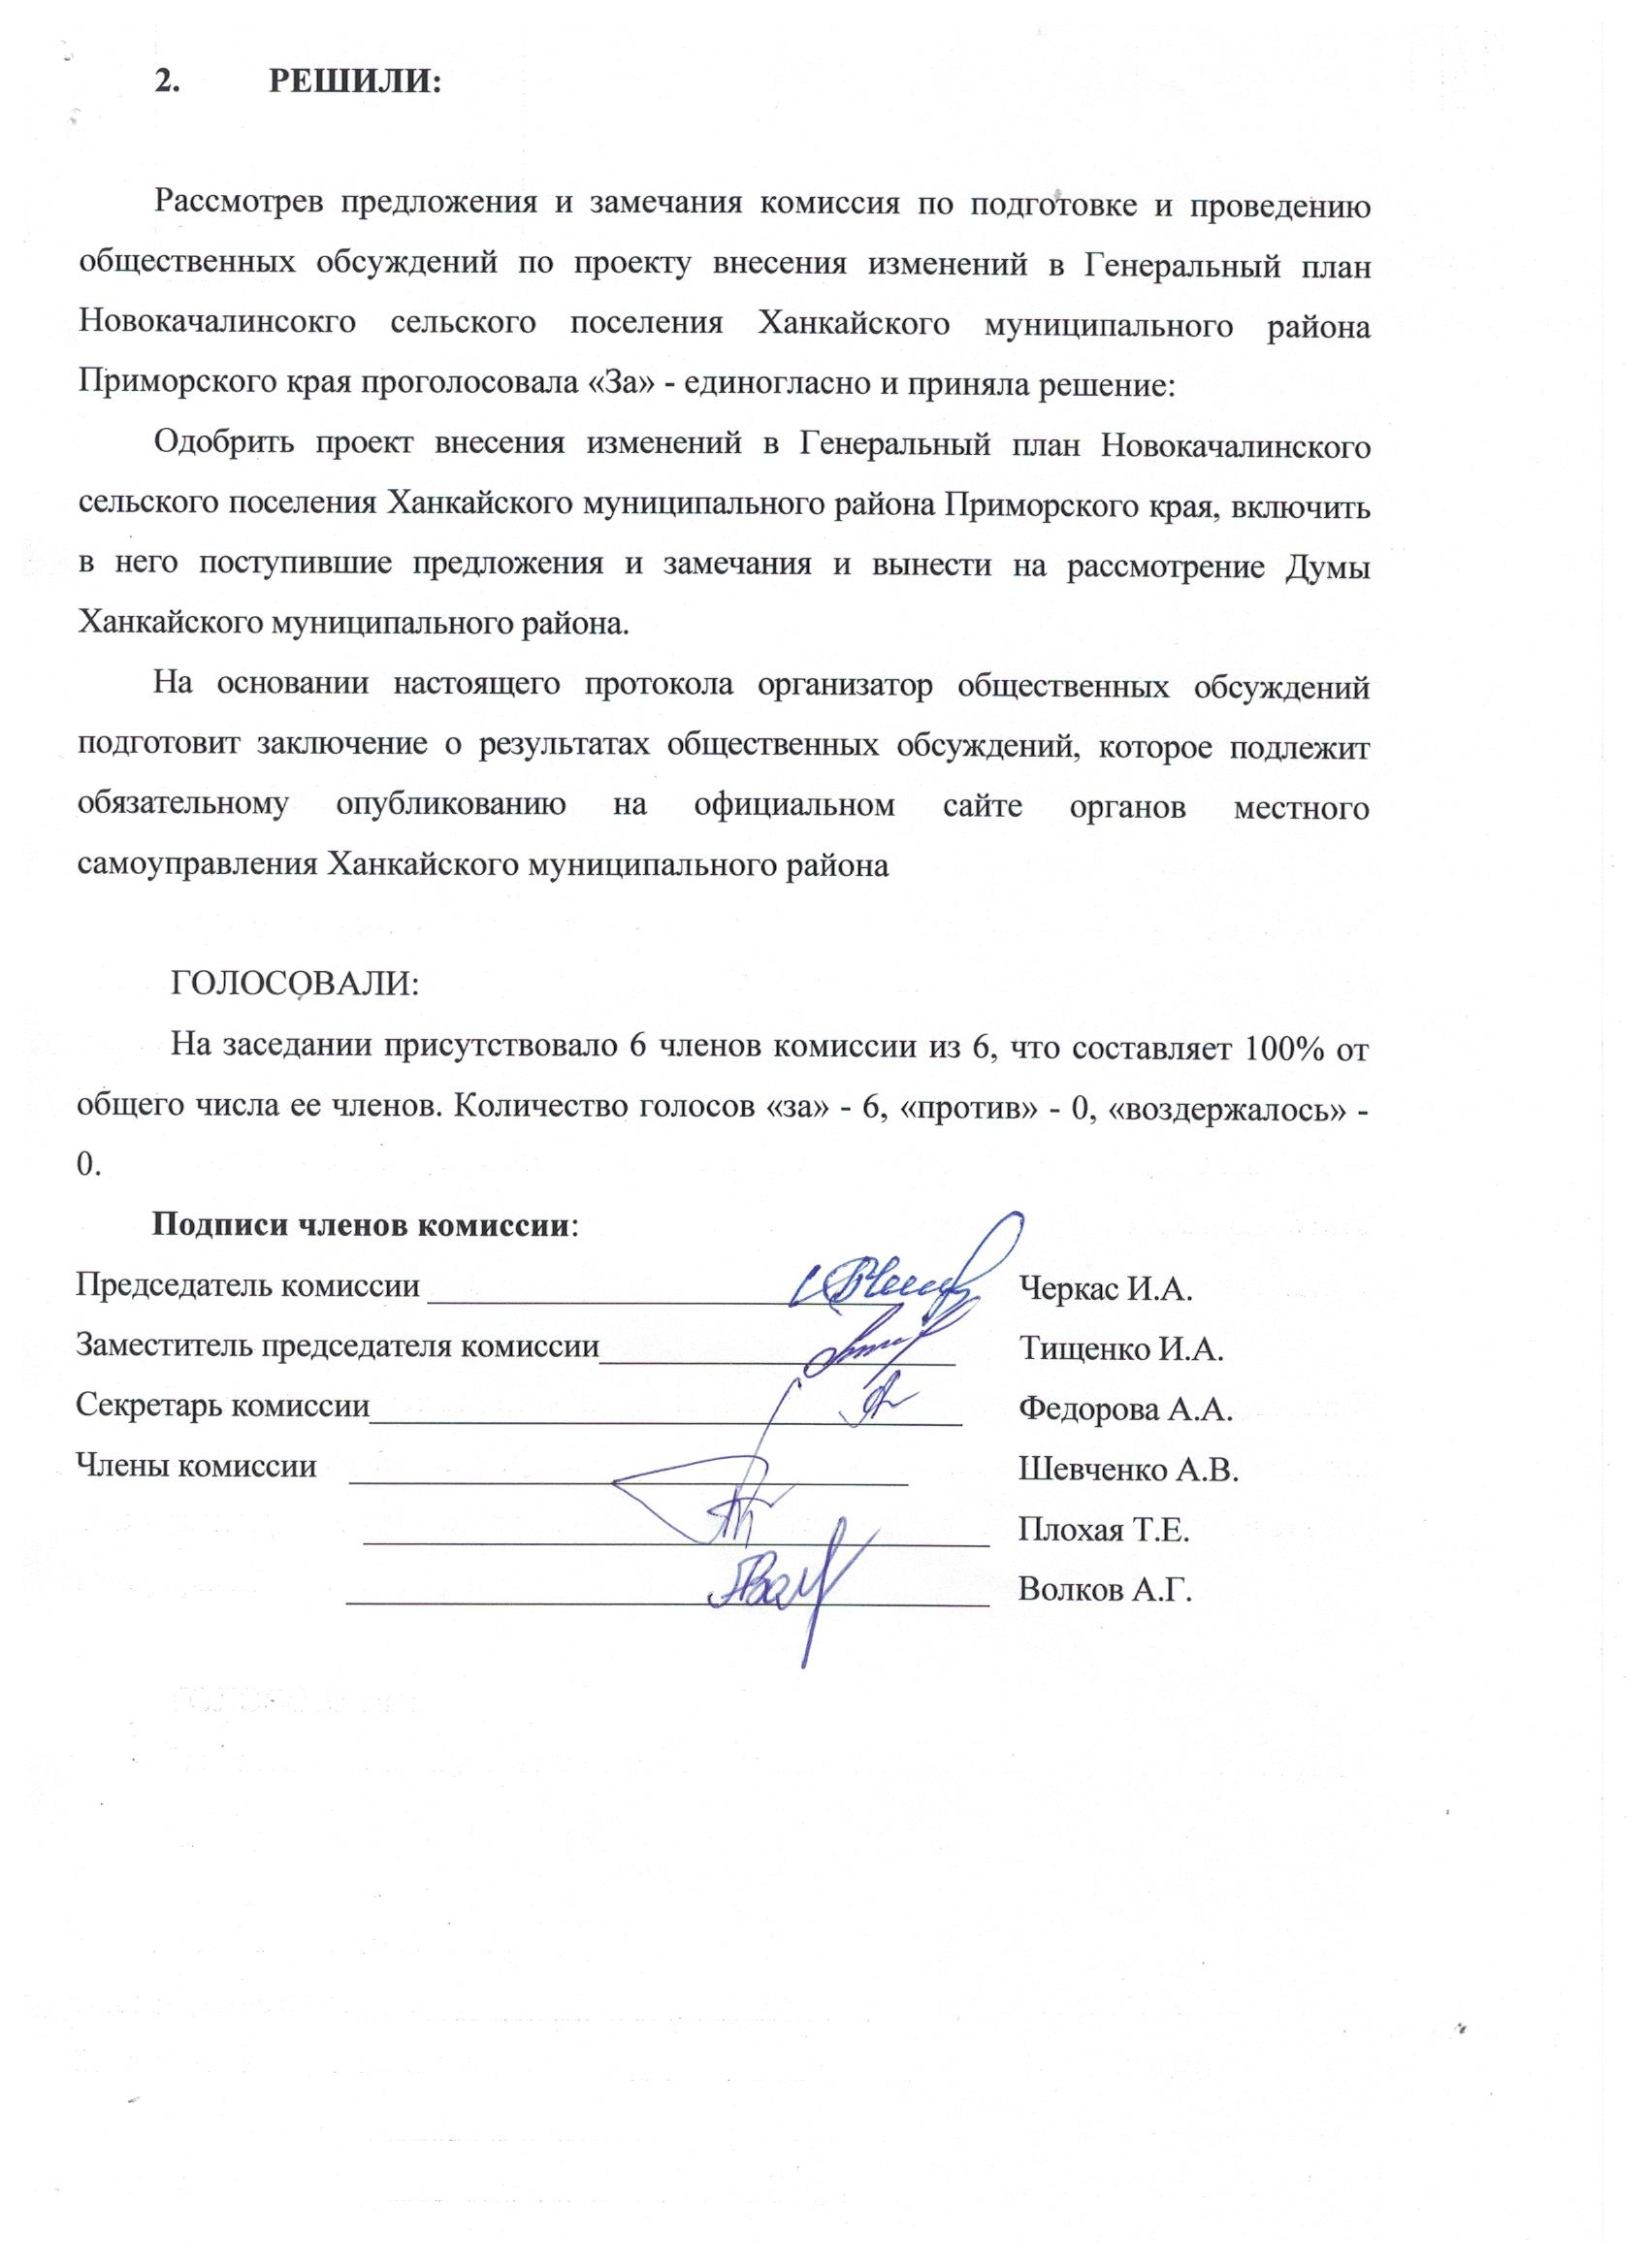 2. РЕШИЛИ:
Рассмотрев предложения и замечания комиссия по подготовке и проведению
общественных обсуждений по проекту внесения изменений в Генеральный план
Новокачалинсокго сельского поселения Ханкайского муниципального района
Приморского края проголосовала «За» - единогласно и приняла решение:
Одобрить проект внесения изменений в Генеральный план Новокачалинского
сельского поселения Ханкайского муниципального района Приморского края, включить
в него поступившие предложения и замечания и вынести на рассмотрение Думы
Ханкайского муниципального района.
На основании настоящего протокола организатор общественных обсуждений
подготовит заключение о результатах общественных обсуждений, которое подлежит
обязательному опубликованию на официальном сайте органов местного
самоуправления Ханкайского муниципального района
ГОЛОСОВАЛИ:
На заседании присутствовало 6 членов комиссии из 6, что составляет 100% от
общего числа ее членов. Количество голосов «за» - 6, «против» - 0, «воздержалось» -
0.
Подписи членов комиссии:
Председатель комиссии Черкас И.А.
Заместитель председателя комиссии Тищенко И.А.
Секретарь комиссии Федорова А.А.
Члены комиссии Шевченко А.В.
Плохая Т.Е.
Волков А.Г.